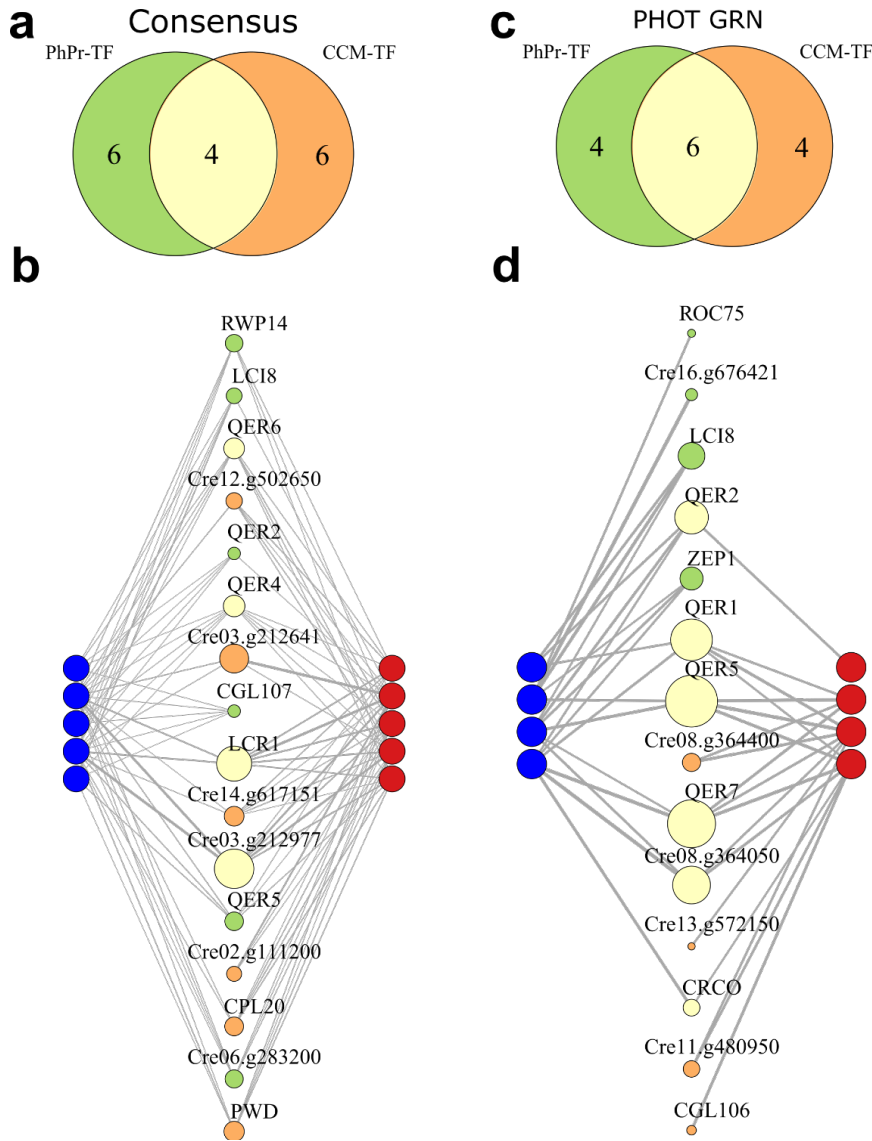 a
Consensus
PhPr-TF
CCM-TF
6
4
6
b
RWP14
LCI8
QER6
Cre12.g502650
QER2
QER4
Cre03.g212641
CGL107
LCR1
Cre14.g617151
Cre03.g212977
QER5
Cre02.g111200
CPL20
Cre06.g283200
PWD
c
PHOT GRN
PhPr-TF
CCM-TF
4
6
4
d
ROC75
Cre16.g676421
LCI8
QER2
ZEP1
QER1
QER5
Cre08.g364400
QER7
Cre08.g364050
Cre13.g572150
CRCO
Cre11.g480950
CGL106